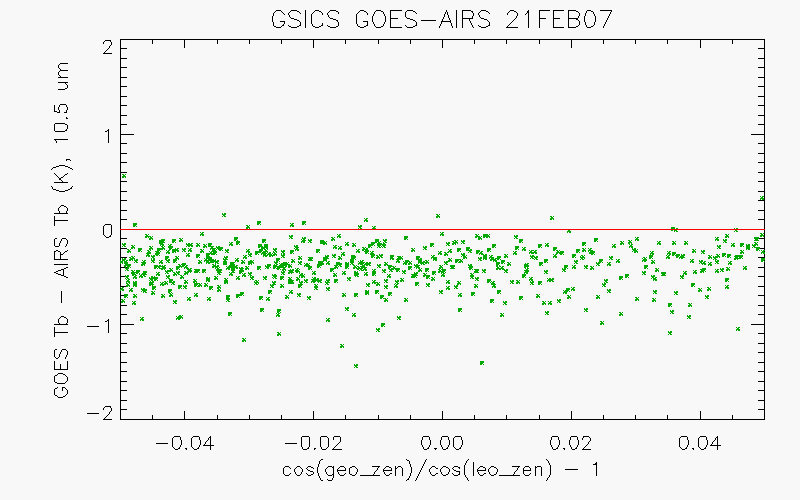 GSICS GOES−AIRS 21FEB07
GOES Tb − AIRS Tb (K), 10.5 um
2
1
0
−1
−2
−0.04 −0.02 0.00 0.02 0.04
cos(geo_zen)/cos(leo_zen) − 1